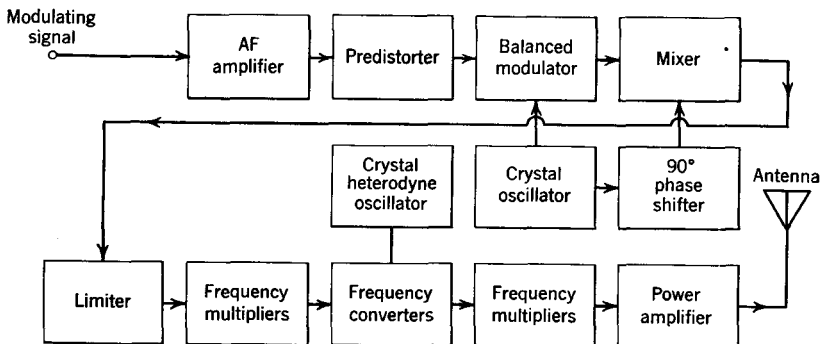 Modulating
signal
AF
amplifier
Predistorter
Balanced
modulator
Mixer
Crystal
heterodyne
oscillator
Crystal
oscillator
90°
phase
shifter
Antenna
Limiter
Frequency
multipliers
Frequency
converters
Frequency
multipliers
Power
amplifier